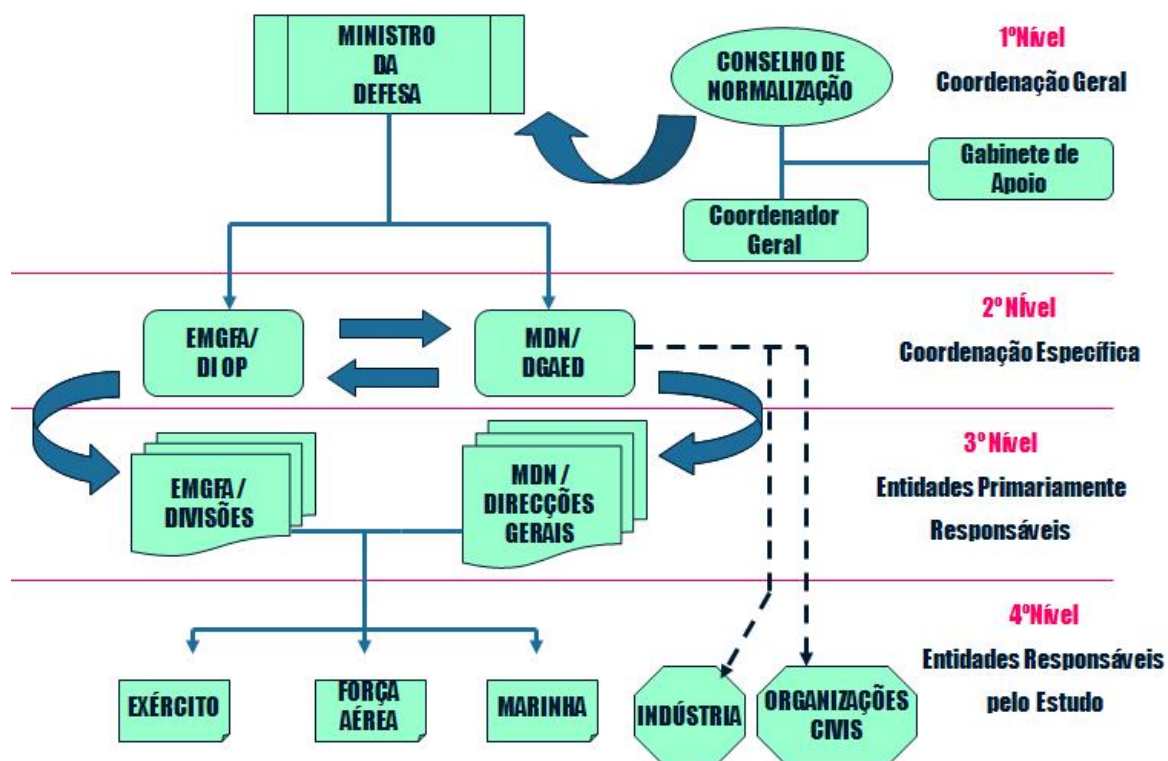 MINISTRO
DA
DEFESA
CONSELHO DE
NORMALIZAÇÃO
1ºNível
Coordenação Geral
Gabinete de
Apoio
Coordenador
Geral
EMGFA/
DI OP
MDN/
DGAED
2º Nível
Coordenação Específica
EMGFA /
DIVISÕES
MDN /
DIRECÇÕES
GERAIS
3º Nível
Entidades Primariamente
Responsáveis
EXÉRCITO
FORÇA
AÉREA
MARINHA
INDÚSTRIA
ORGANIZAÇÕES
CIVIS
4ºNível
Entidades Responsáveis
pelo Estudo